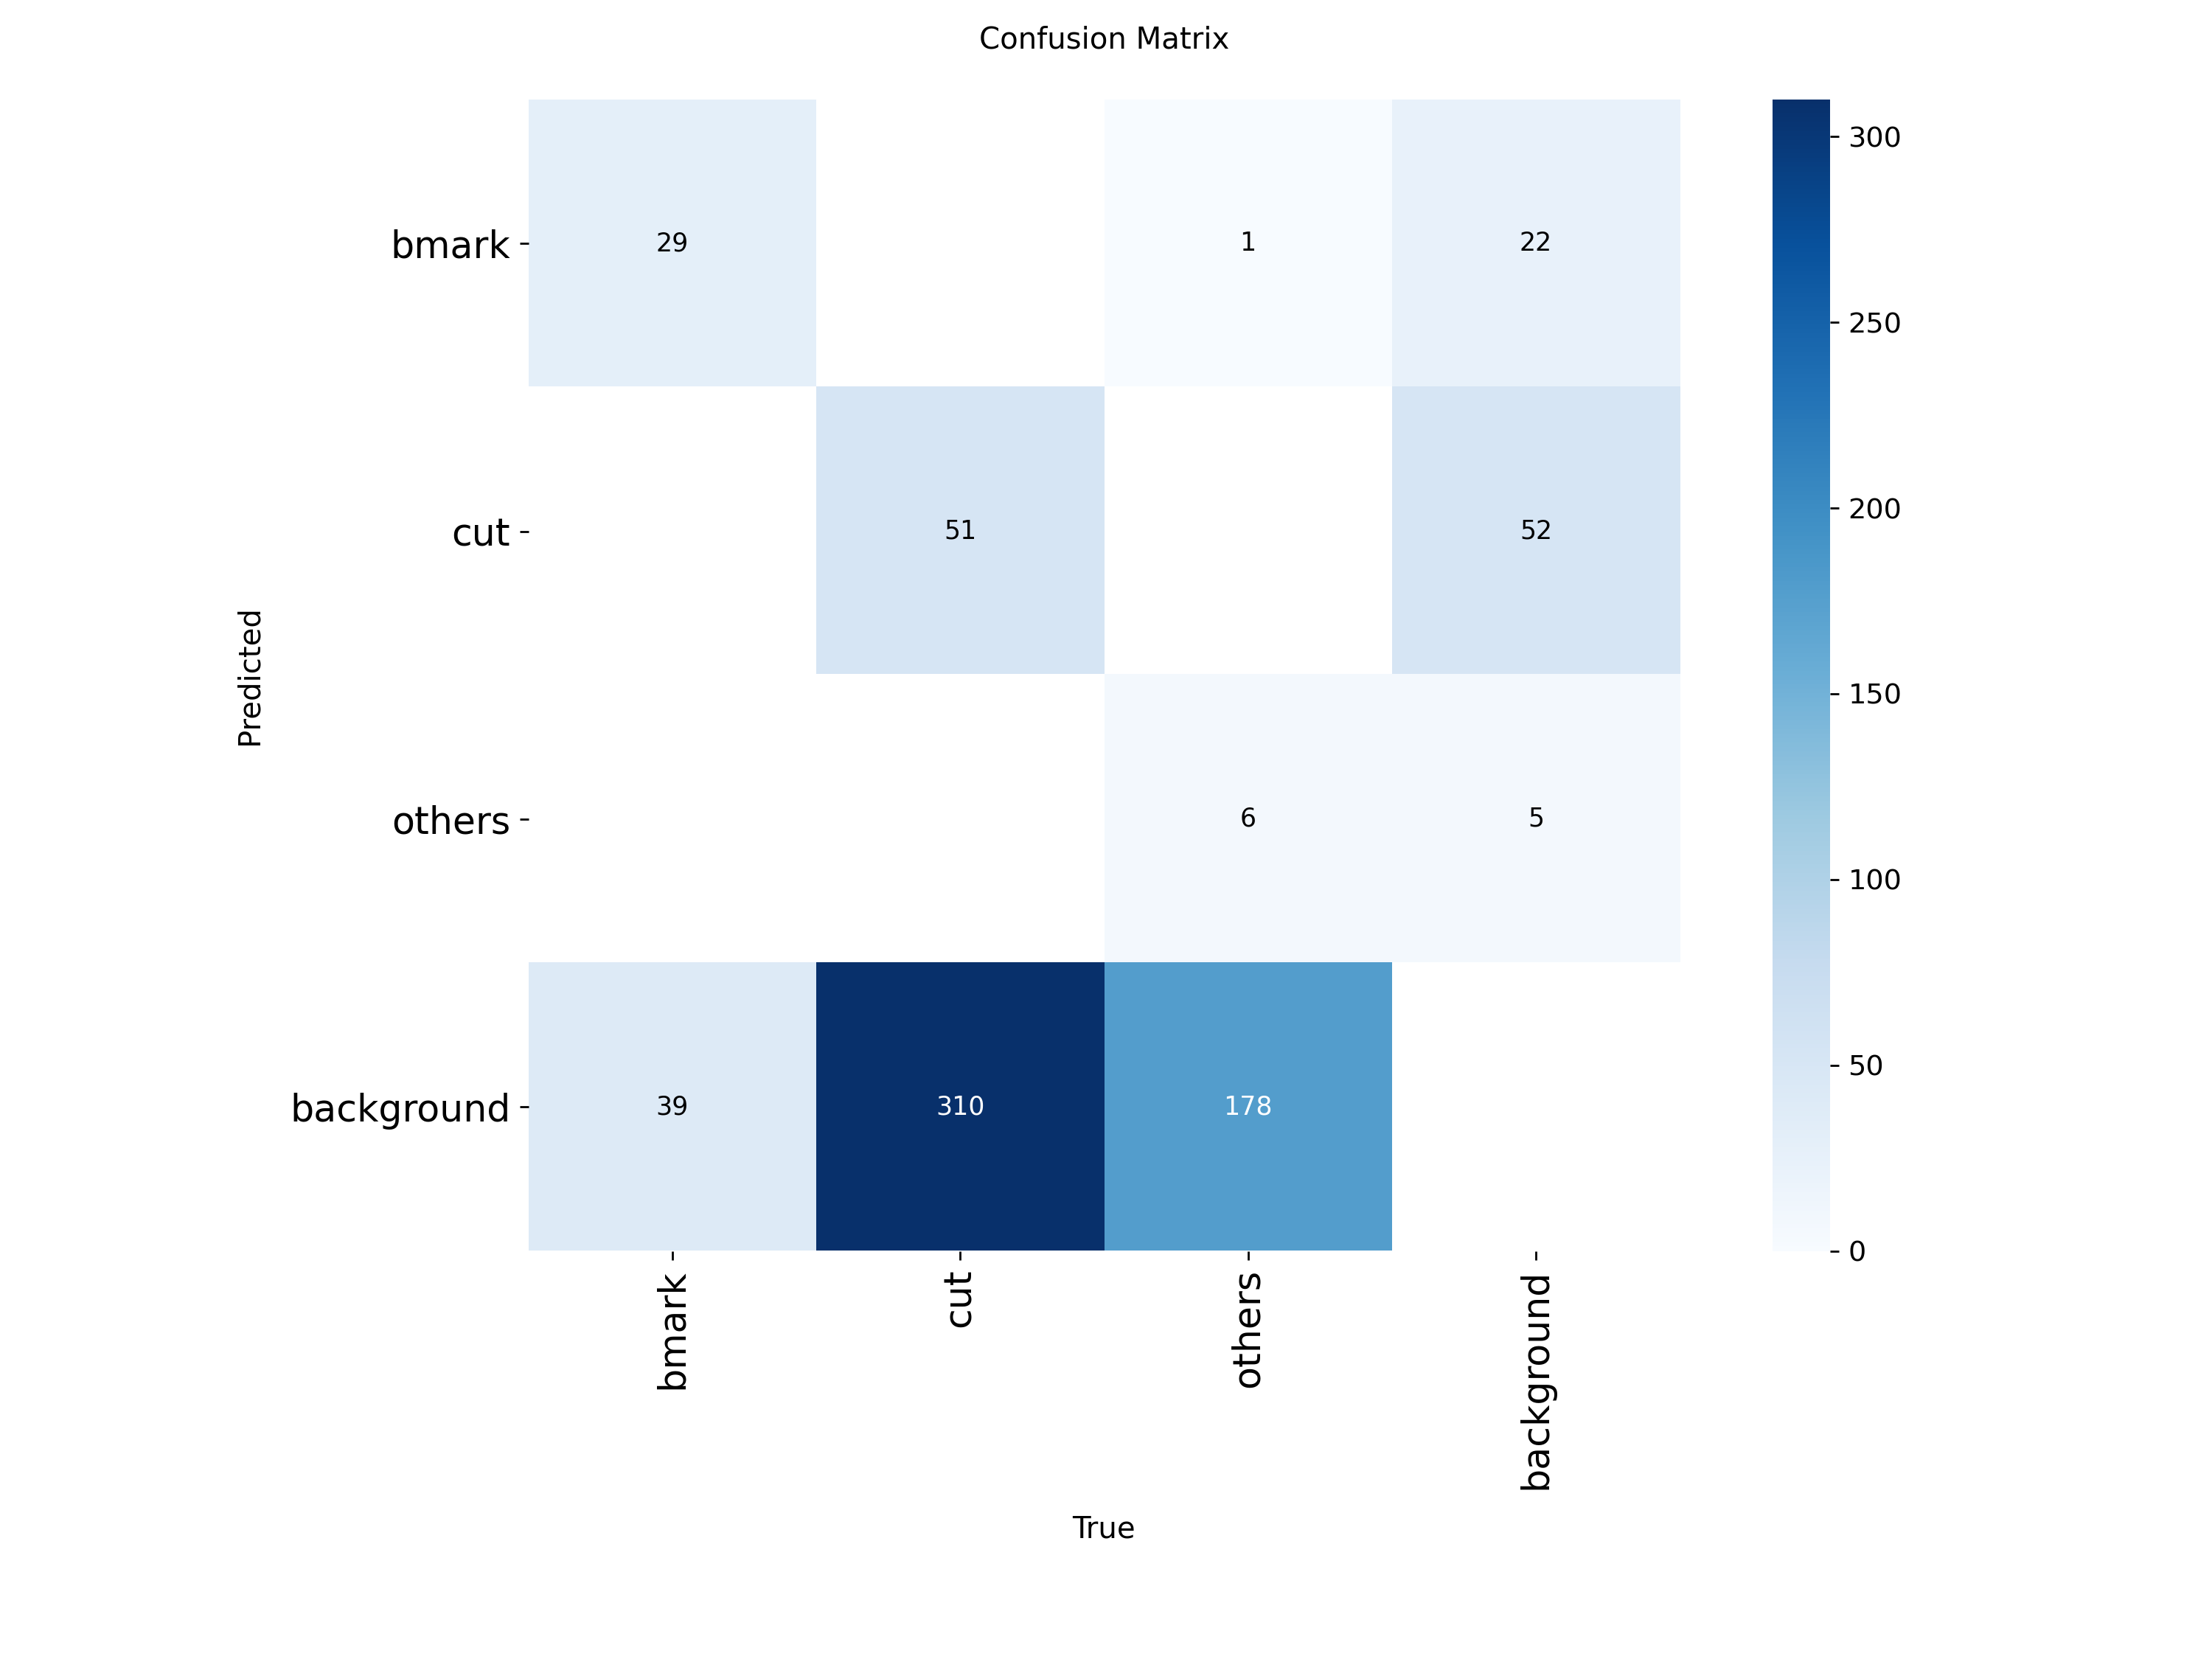 Confusion Matrix
bmark
29
1
22
cut
51
52
others
6
5
background
39
310
178
bmark
cut
others
background
Predicted
True
300
250
200
150
100
50
0